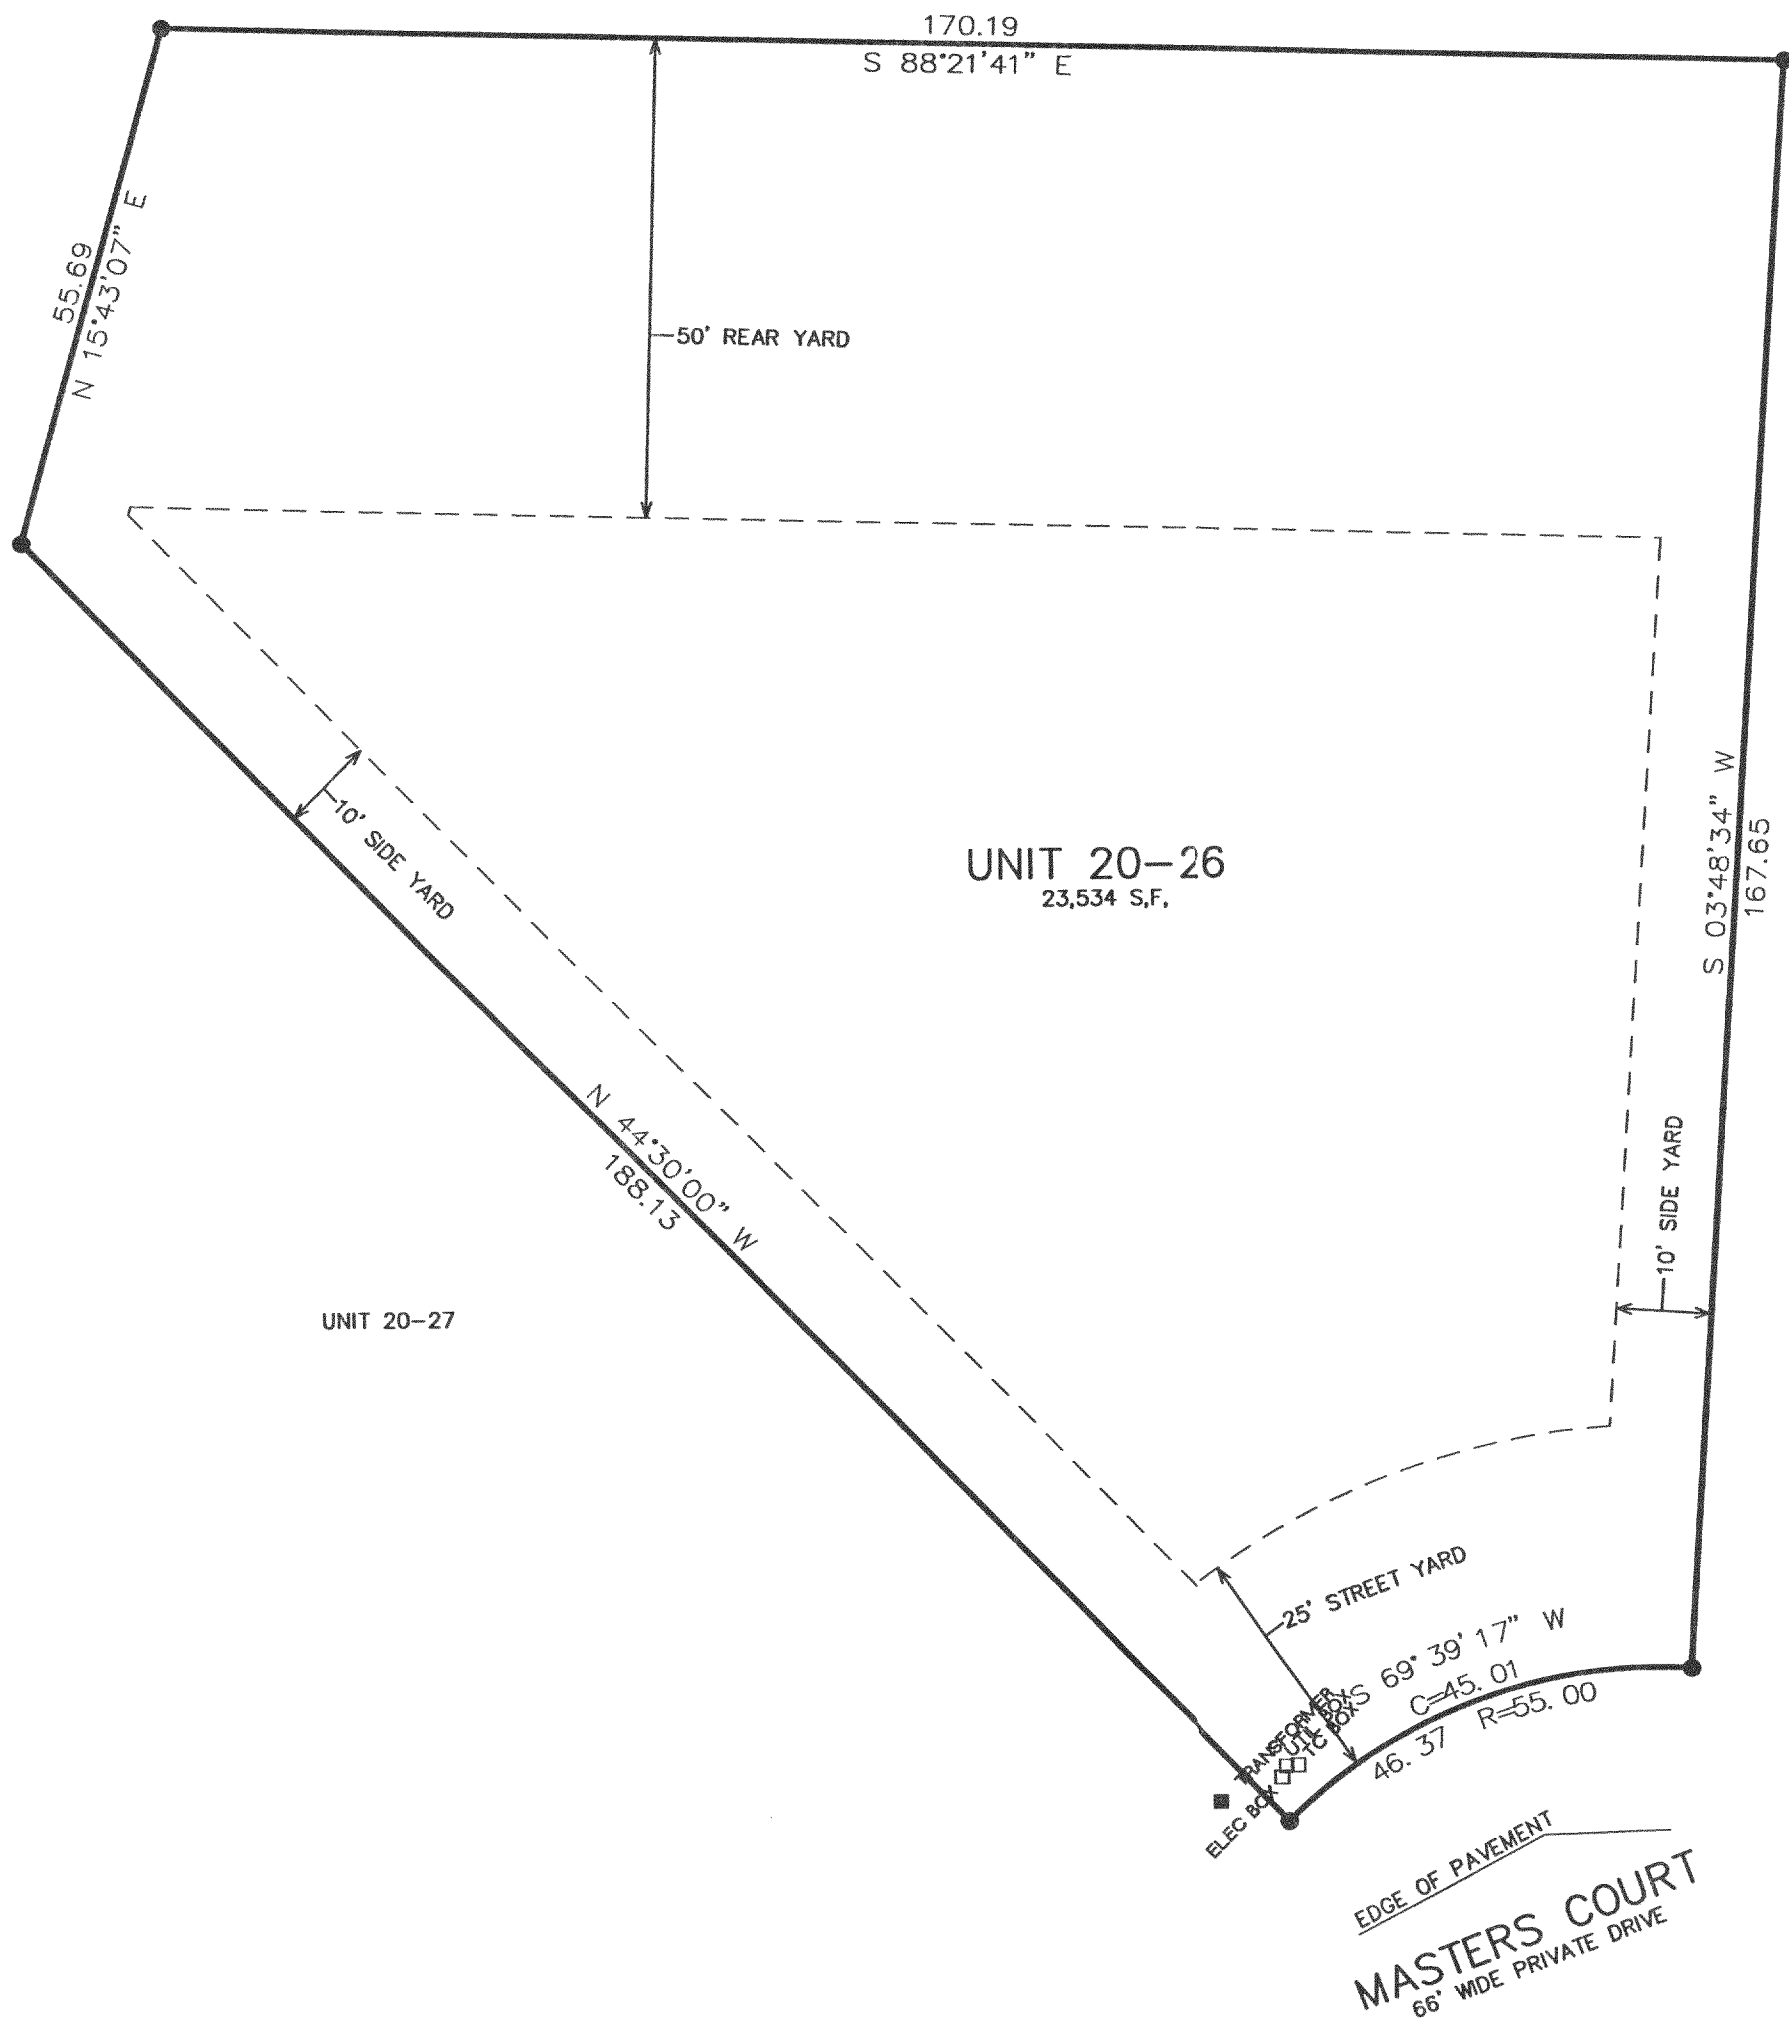 170.19
S 88°21'41" E
55.69
N 15°43'07" E
50' REAR YARD
10' SIDE YARD
UNIT 20-26
23,534 S.F.
S 03°48'34" W
167.65
N 44°30'00" W
188.13
10' SIDE YARD
UNIT 20-27
25' STREET YARD
S 69°39'17" W
C=45.01
R=55.00
46.37
TRANSFORMER
UTIL BOX
TC BOX
ELEC BOX
EDGE OF PAVEMENT
MASTERS COURT
66' WIDE PRIVATE DRIVE